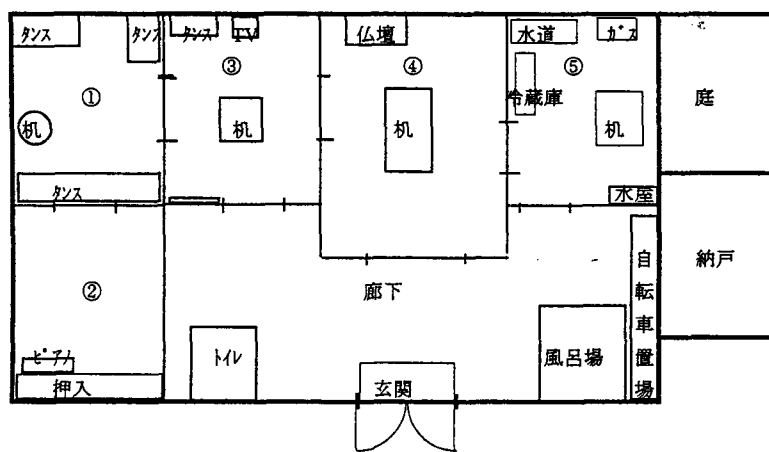 タンス
タンス
タンス
TV
仏壇
水道
ガス
①
③
④
⑤
冷蔵庫
庭
机
机
机
机
タンス
水屋
②
廊下
自転車置場
納戸
ピアノ
押入
トイレ
玄関
風呂場